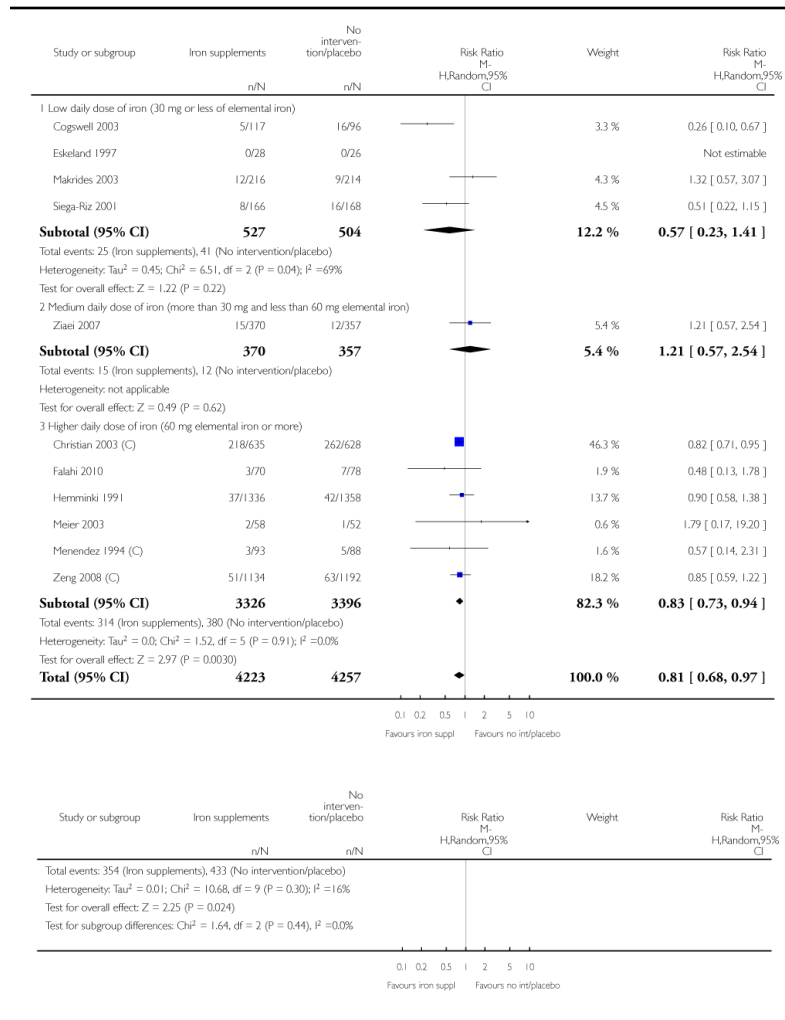 Study or subgroup Iron supplements No interven-tion/placebo Risk Ratio Weight Risk Ratio
n/N n/N M-H,Random,95% CI M-H,Random,95% CI
1 Low daily dose of iron (30 mg or less of elemental iron)
Cogswell 2003 5/117 16/96 3.3 % 0.26 [ 0.10, 0.67 ]
Eskeland 1997 0/28 0/26 Not estimable
Makrides 2003 12/216 9/214 4.3 % 1.32 [ 0.57, 3.07 ]
Siega-Riz 2001 8/166 16/168 4.5 % 0.51 [ 0.22, 1.15 ]
Subtotal (95% CI) 527 504 12.2 % 0.57 [ 0.23, 1.41 ]
Total events: 25 (Iron supplements), 41 (No intervention/placebo)
Heterogeneity: Tau² = 0.45; Chi² = 6.51, df = 2 (P = 0.04); I² =69%
Test for overall effect: Z = 1.22 (P = 0.22)
2 Medium daily dose of iron (more than 30 mg and less than 60 mg elemental iron)
Ziaei 2007 15/370 12/357 5.4 % 1.21 [ 0.57, 2.54 ]
Subtotal (95% CI) 370 357 5.4 % 1.21 [ 0.57, 2.54 ]
Total events: 15 (Iron supplements), 12 (No intervention/placebo)
Heterogeneity: not applicable
Test for overall effect: Z = 0.49 (P = 0.62)
3 Higher daily dose of iron (60 mg elemental iron or more)
Christian 2003 (C) 218/635 262/628 46.3 % 0.82 [ 0.71, 0.95 ]
Falahi 2010 3/70 7/78 1.9 % 0.48 [ 0.13, 1.78 ]
Hemminki 1991 37/1336 42/1358 13.7 % 0.90 [ 0.58, 1.38 ]
Meier 2003 2/58 1/52 0.6 % 1.79 [ 0.17, 19.20 ]
Menendez 1994 (C) 3/93 5/88 1.6 % 0.57 [ 0.14, 2.31 ]
Zeng 2008 (C) 51/1134 63/1192 18.2 % 0.85 [ 0.59, 1.22 ]
Subtotal (95% CI) 3326 3396 82.3 % 0.83 [ 0.73, 0.94 ]
Total events: 314 (Iron supplements), 380 (No intervention/placebo)
Heterogeneity: Tau² = 0.0; Chi² = 1.52, df = 5 (P = 0.91); I² =0.0%
Test for overall effect: Z = 2.97 (P = 0.0030)
Total (95% CI) 4223 4257 100.0 % 0.81 [ 0.68, 0.97 ]
0.1 0.2 0.5 1 2 5 10
Favours iron suppl Favours no int/placebo
Study or subgroup Iron supplements No interven-tion/placebo Risk Ratio Weight Risk Ratio
n/N n/N M-H,Random,95% CI M-H,Random,95% CI
Total events: 354 (Iron supplements), 433 (No intervention/placebo)
Heterogeneity: Tau² = 0.01; Chi² = 10.68, df = 9 (P = 0.30); I² =16%
Test for overall effect: Z = 2.25 (P = 0.024)
Test for subgroup differences: Chi² = 1.64, df = 2 (P = 0.44), I² =0.0%
0.1 0.2 0.5 1 2 5 10
Favours iron suppl Favours no int/placebo